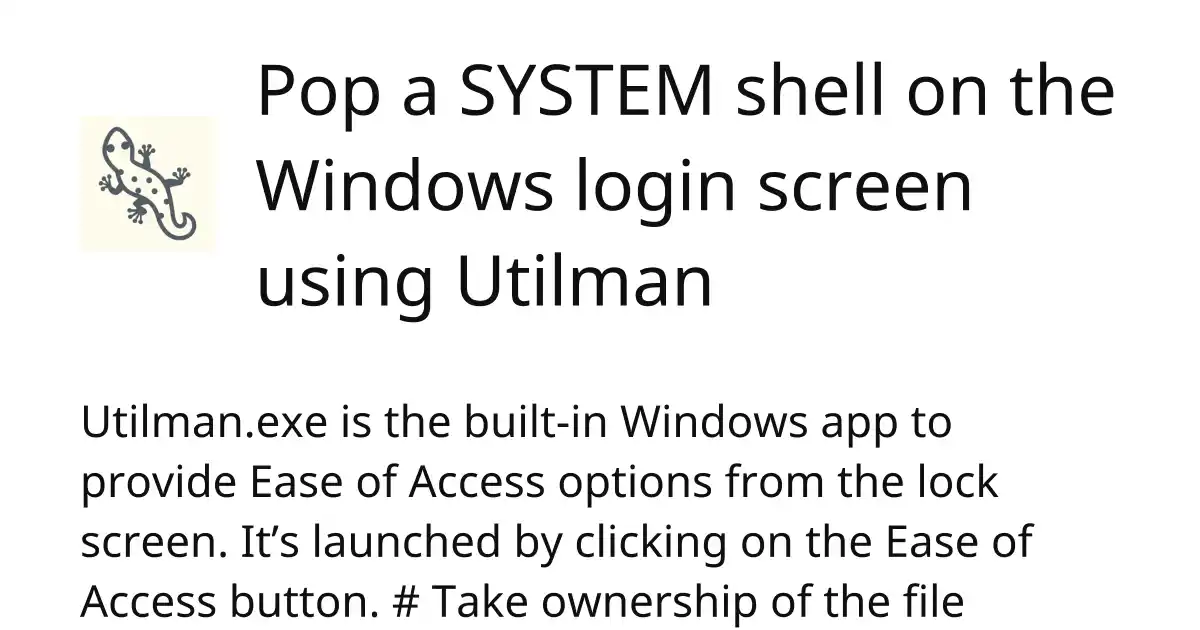 Pop a SYSTEM shell on the
Windows login screen
using Utilman
Utilman.exe is the built-in Windows app to
provide Ease of Access options from the lock
screen. It’s launched by clicking on the Ease of
Access button. # Take ownership of the file